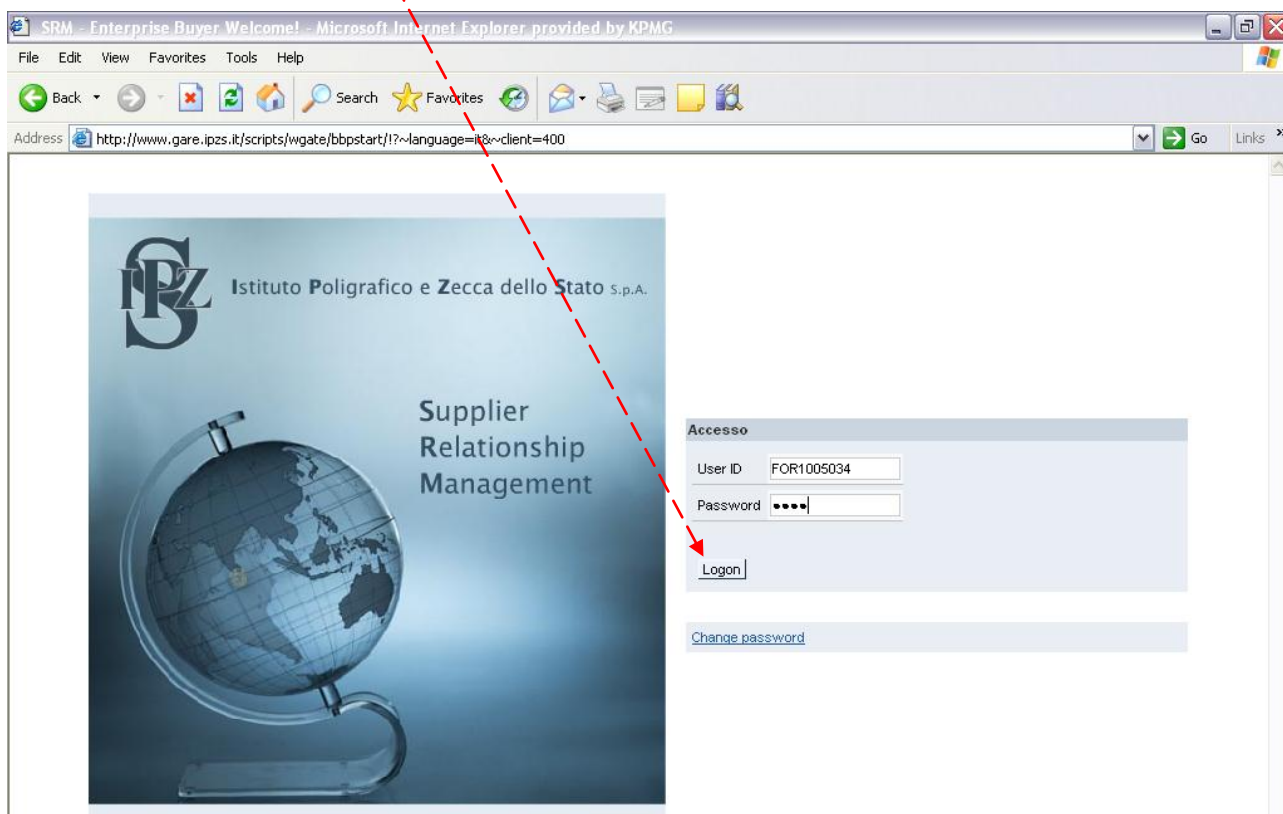 SRM - Enterprise Buyer Welcome! - Microsoft Internet Explorer provided by KPMG
File Edit View Favorites Tools Help
Back Search Favorites
Address http://www.gare.ipzs.it/scripts/wgate/bbpstart/!?~language=it&~client=400 Go Links »
IPZS
Istituto Poligrafico e Zecca dello Stato S.p.A.
Supplier
Relationship
Management
Accesso
User ID FOR1005034
Password ••••
Logon
Change password